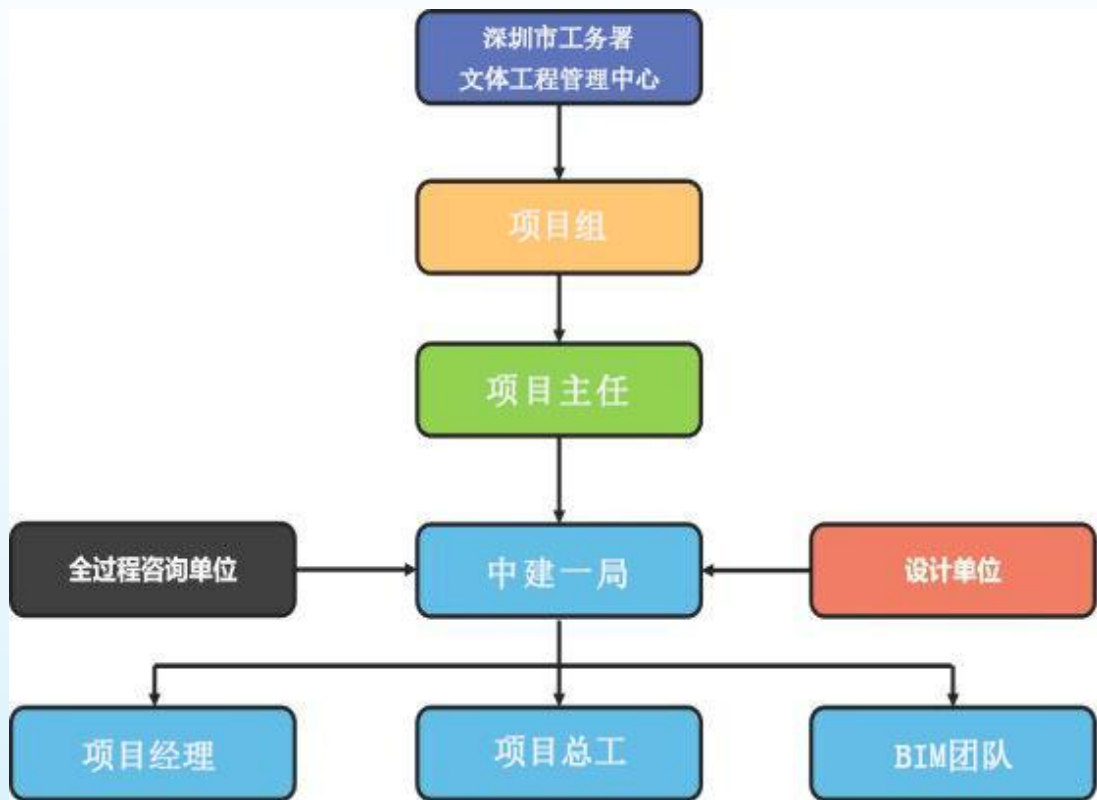 深圳市工务署
文体工程管理中心
项目组
项目主任
全过程咨询单位
中建一局
设计单位
项目经理
项目总工
BIM团队